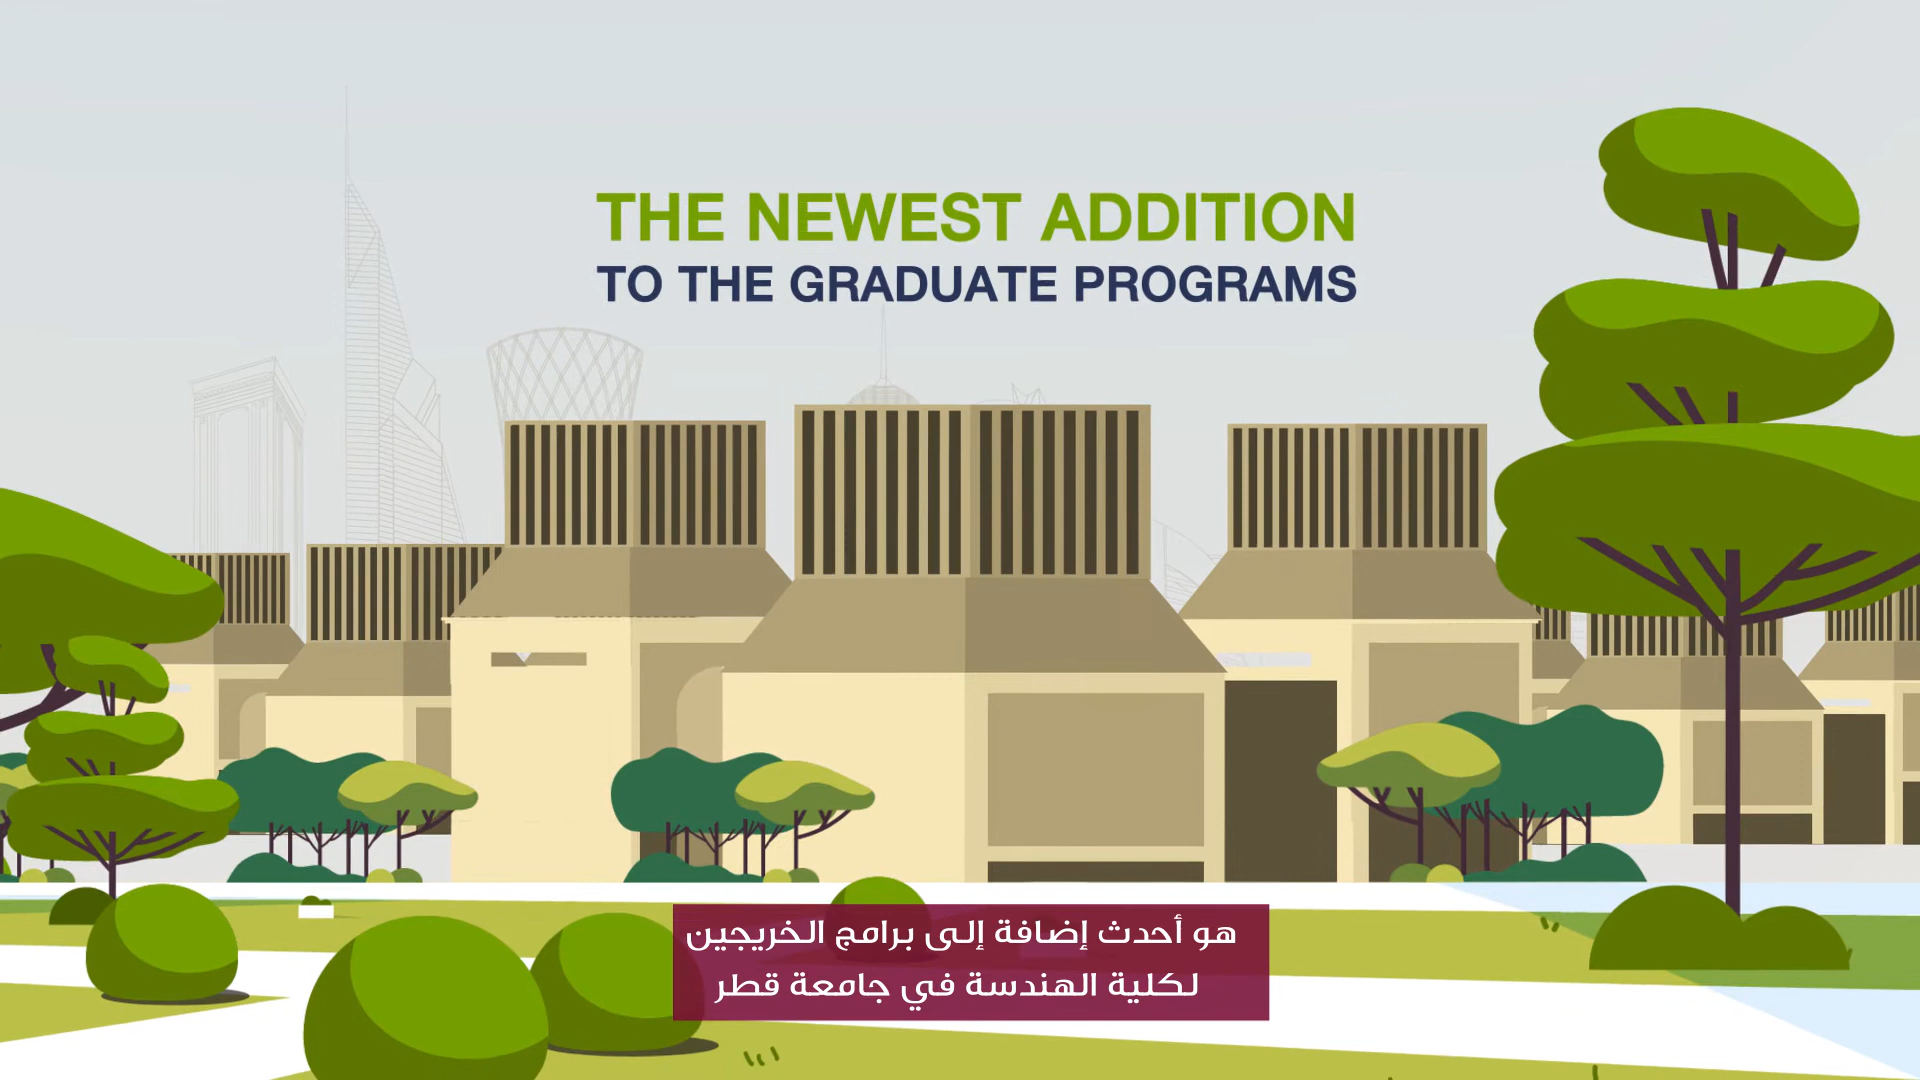 THE NEWEST ADDITION
TO THE GRADUATE PROGRAMS
هو أحدث إضافة إلى برامج الخريجين
لكلية الهندسة في جامعة قطر